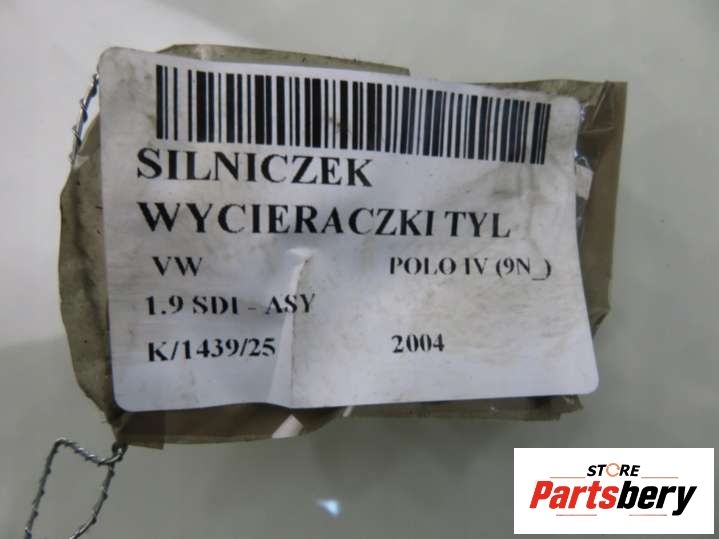 SILNICZEK
WYCIERACZKI TYL
VW POLO IV (9N_)
1.9 SDI - ASY
K/1439/25 2004
STORE
Partsbery